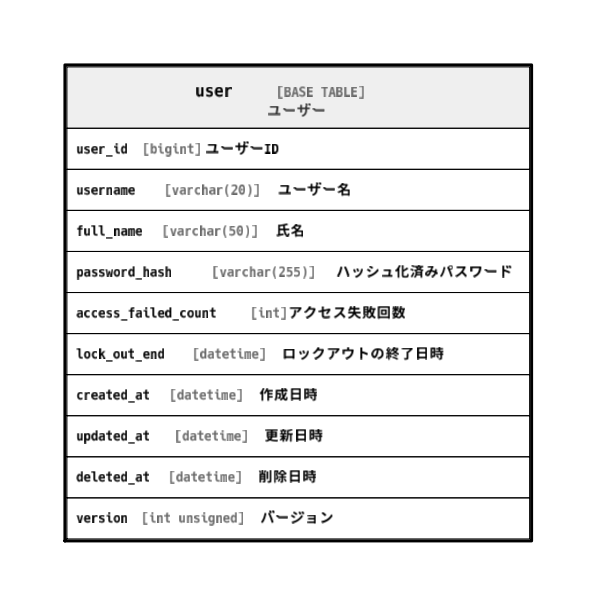 user [BASE TABLE]
ユーザー
user_id [bigint] ユーザーID
username [varchar(20)] ユーザー名
full_name [varchar(50)] 氏名
password_hash [varchar(255)] ハッシュ化済みパスワード
access_failed_count [int] アクセス失敗回数
lock_out_end [datetime] ロックアウトの終了日時
created_at [datetime] 作成日時
updated_at [datetime] 更新日時
deleted_at [datetime] 削除日時
version [int unsigned] バージョン